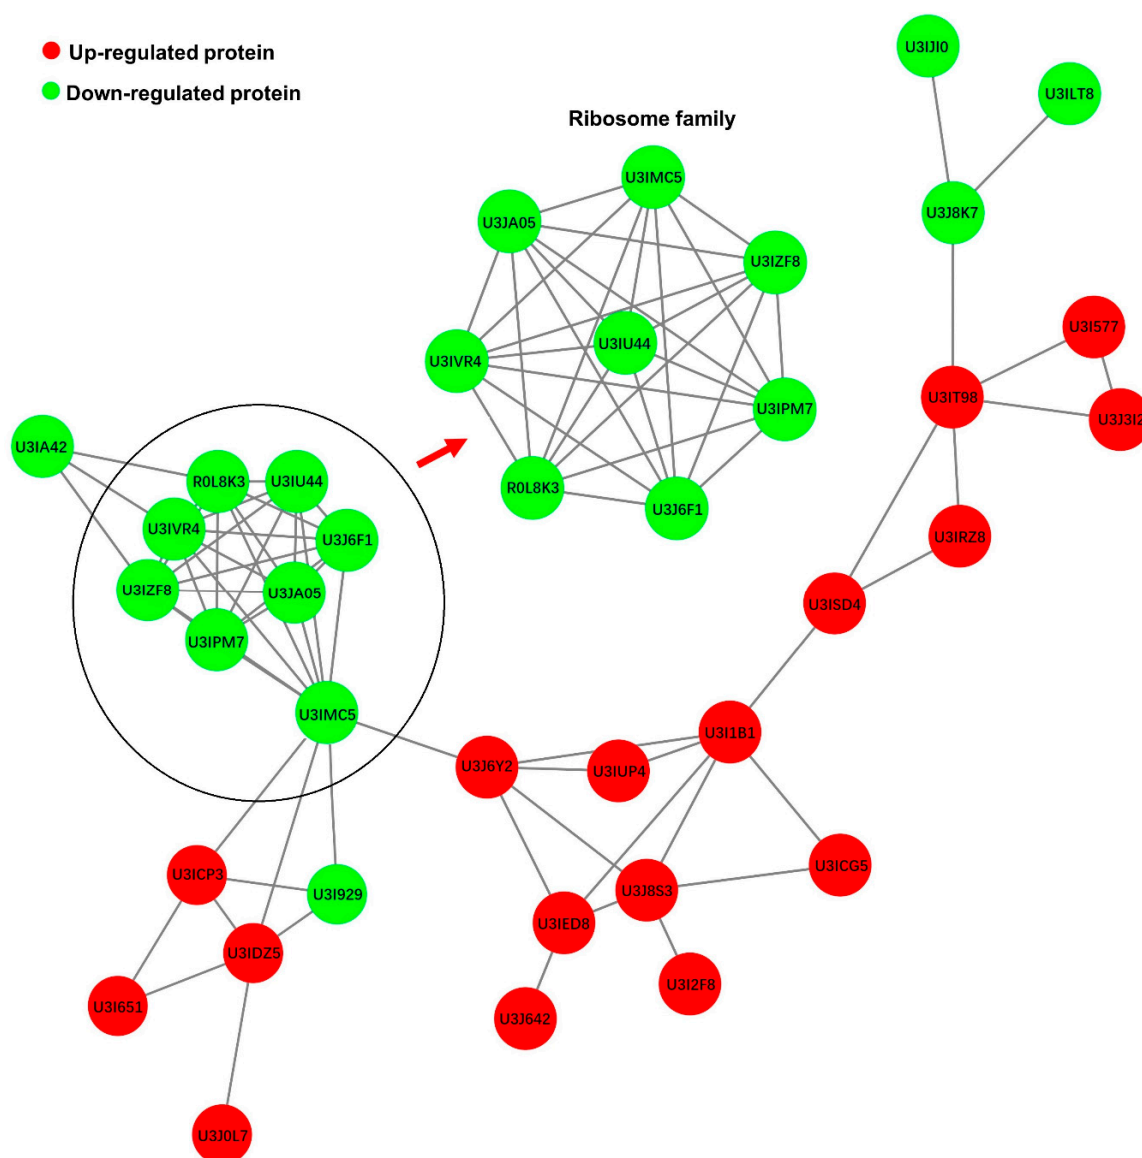 Up-regulated protein
Down-regulated protein
Ribosome family
U3IJI0
U3ILT8
U3J8K7
U3I577
U3IT98
U3J3I2
U3IRZ8
U3ISD4
U3IMC5
U3JA05
U3IZF8
U3IU44
U3IVR4
U3IPM7
R0L8K3
U3J6F1
U3IA42
R0L8K3
U3IU44
U3IVR4
U3J6F1
U3IZF8
U3JA05
U3IPM7
U3IMC5
U3J6Y2
U3IUP4
U3I1B1
U3ICP3
U3I929
U3J8S3
U3ICG5
U3IED8
U3IDZ5
U3I651
U3I2F8
U3J642
U3J0L7